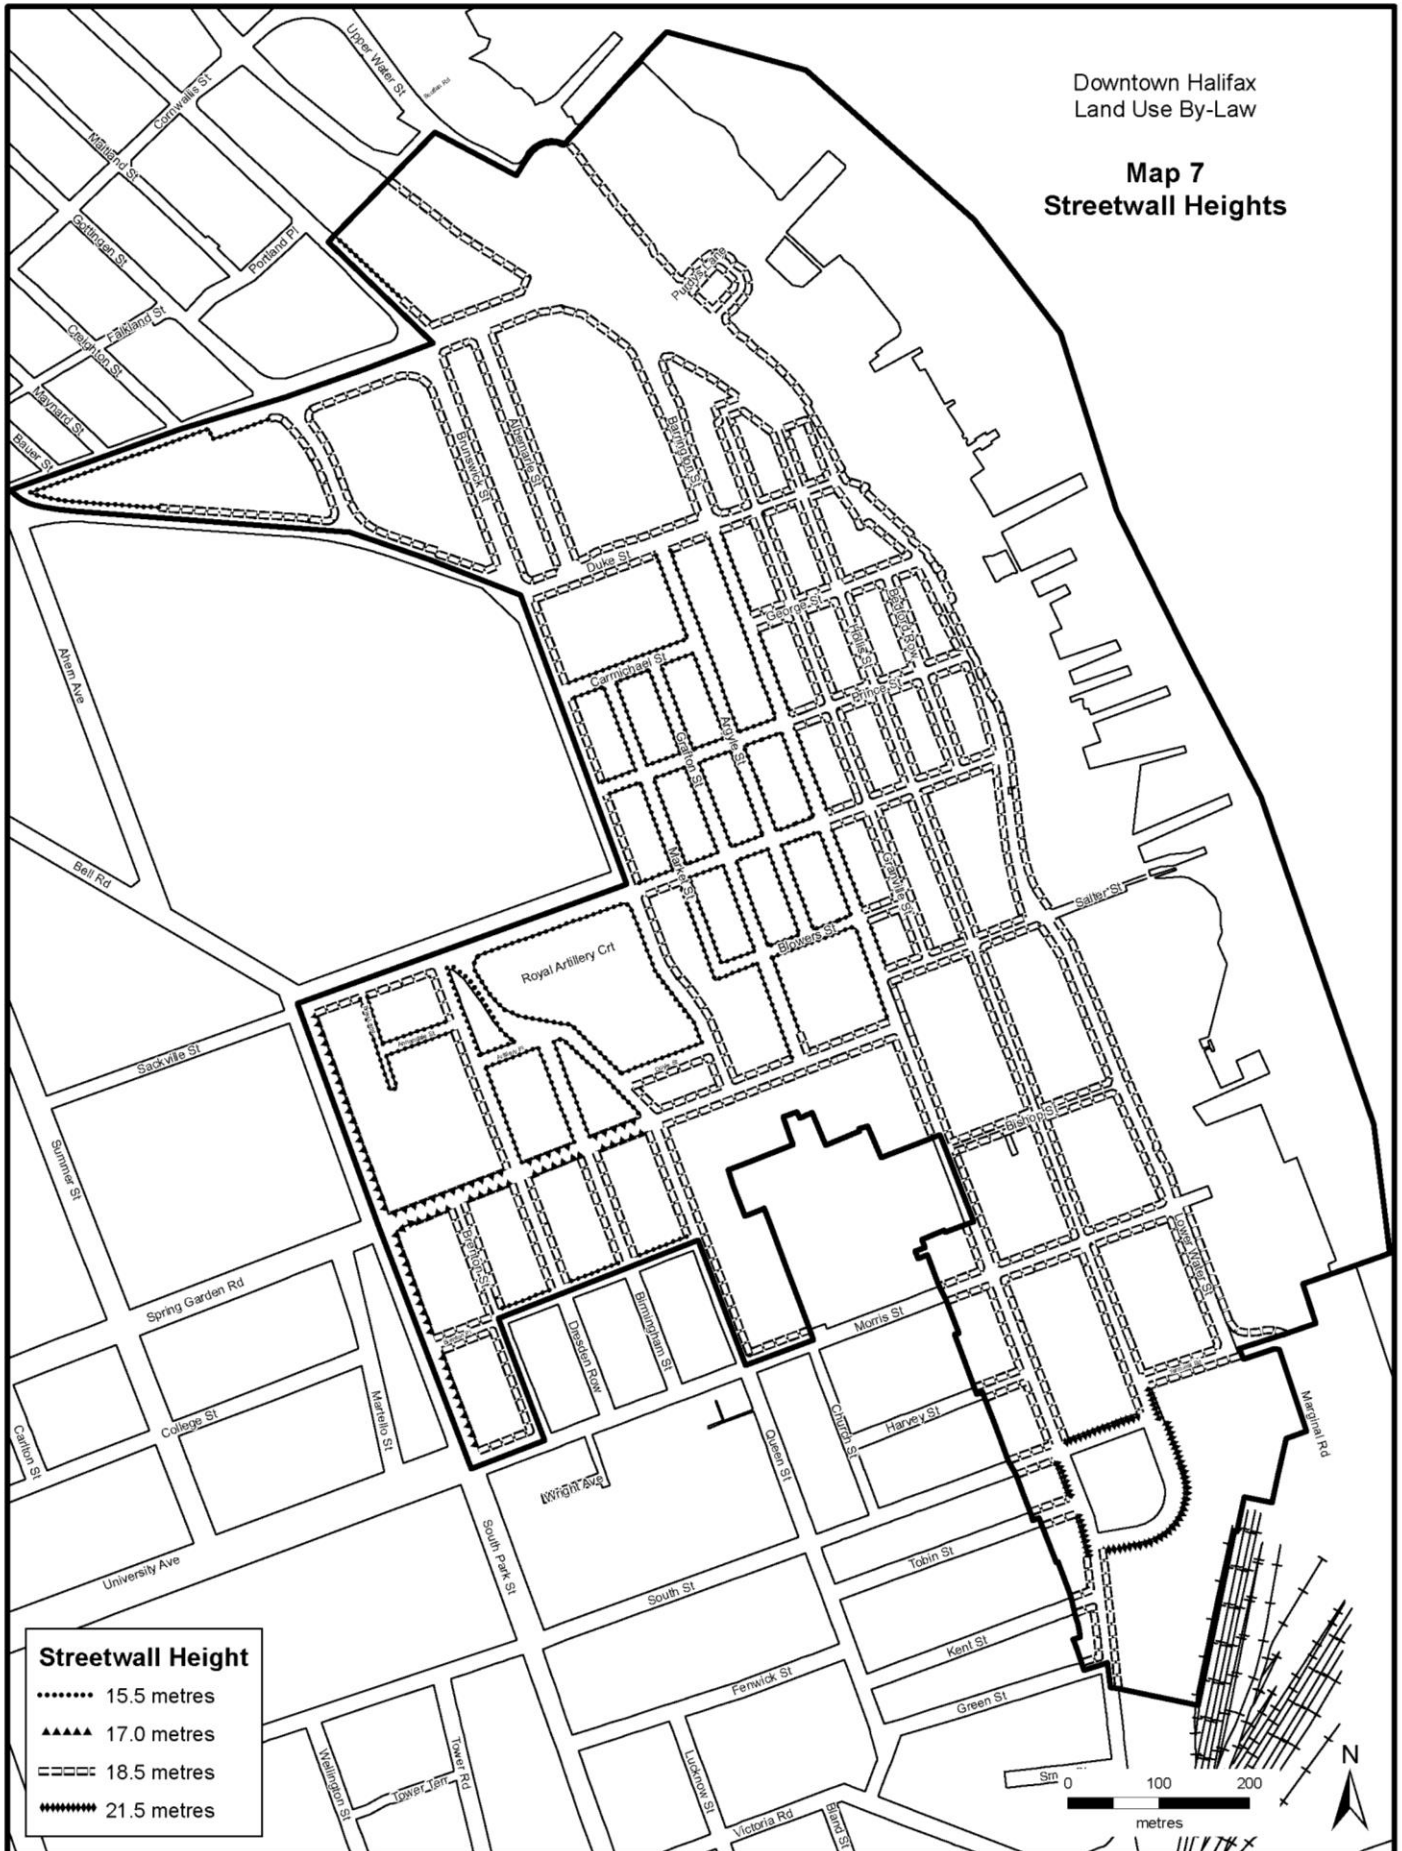 Downtown Halifax
Land Use By-Law
Map 7
Streetwall Heights
Upper Water St
Cornwallis St
Maitland St
Gottingen St
Portland Pl
Falkland St
Creighton St
Maynard St
Bauer St
Purdys Lane
Barrington St
Albemarle St
Brunswick St
Duke St
George St
Bedford Row
Hollis St
Carmichael St
Prince St
Argyle St
Grafton St
Ahern Ave
Bell Rd
Market St
Granville St
Salter St
Blowers St
Royal Artillery Crt
Sackville St
Summer St
Bishop St
Lower Water St
Brenton St
Spring Garden Rd
Morris St
Birmingham St
Dresden Row
Martello St
College St
Carlton St
Harvey St
Church St
Queen St
Marginal Rd
Wright Ave
South Park St
University Ave
Tobin St
South St
Kent St
Fenwick St
Green St
Wellington St
Tower Rd
Tower Terr
Lucknow St
Victoria Rd
Bland St
Streetwall Height
15.5 metres
17.0 metres
18.5 metres
21.5 metres
N
0 100 200
metres